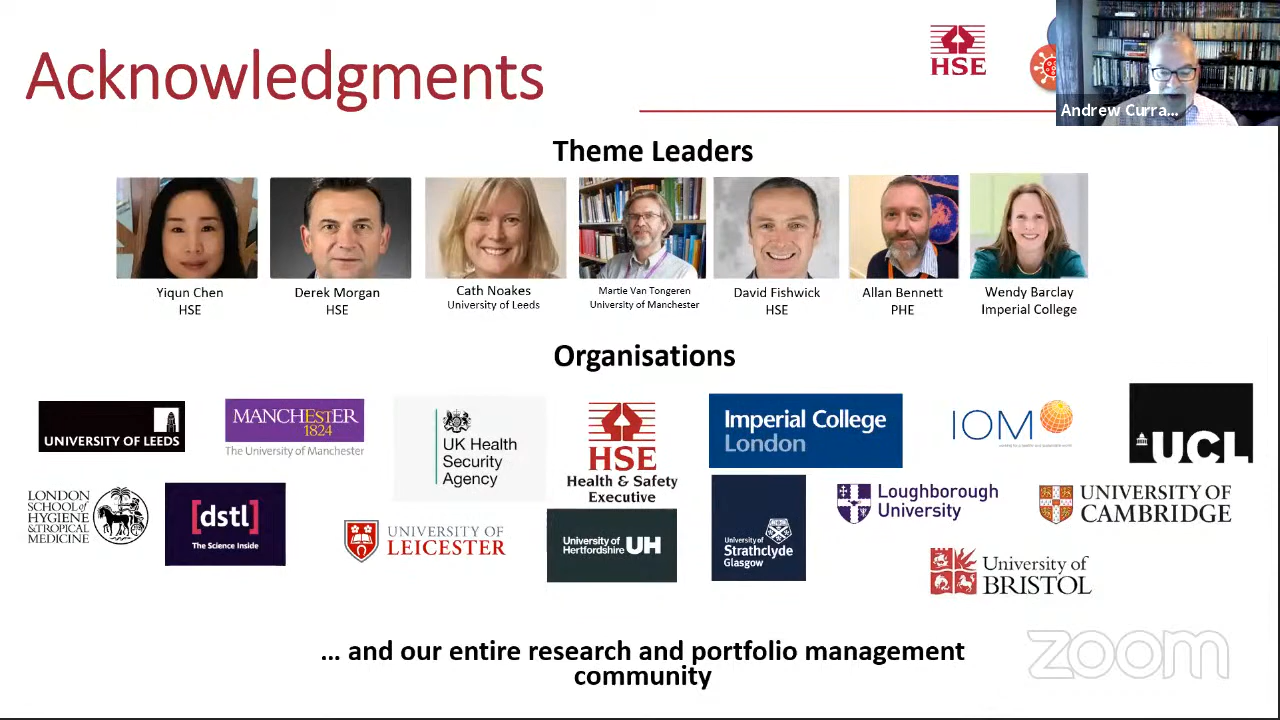 Acknowledgments
HSE
Andrew Curra...
Theme Leaders
Yiqun Chen
HSE
Derek Morgan
HSE
Cath Noakes
University of Leeds
Martie Van Tongeren
University of Manchester
David Fishwick
HSE
Allan Bennett
PHE
Wendy Barclay
Imperial College
Organisations
UNIVERSITY OF LEEDS
MANCHESTER
1824
The University of Manchester
UK Health
Security
Agency
HSE
Health & Safety
Executive
Imperial College
London
IOM
UCL
LONDON
SCHOOL of
HYGIENE
&TROPICAL
MEDICINE
[dstl]
The Science Inside
UNIVERSITY OF
LEICESTER
University of
Hertfordshire UH
University of
Strathclyde
Glasgow
Loughborough
University
UNIVERSITY OF
CAMBRIDGE
University of
BRISTOL
... and our entire research and portfolio management
community
zoom